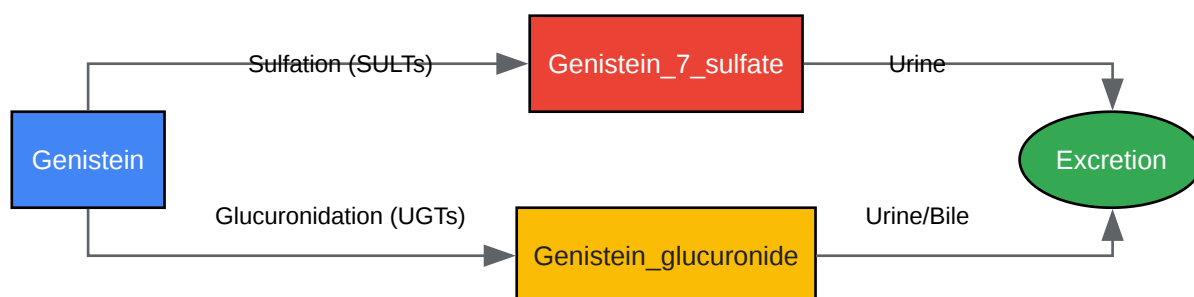 Sulfation (SULTs)
Genistein_7_sulfate
Urine
Genistein
Excretion
Glucuronidation (UGTs)
Genistein_glucuronide
Urine/Bile